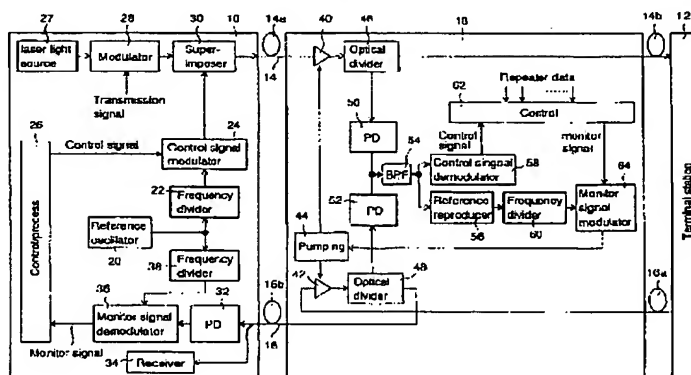 27
28
30
10
14a
40
46
18
14b
12
laser light source
Modulator
Super-imposer
14
Optical divider
Transmission signal
Repeater data
62
Control
26
24
50
PD
54
Control signal
monitor signal
Control signal
Control signal modulator
BPF
Control singoal demodulator
58
64
22
Frequency divider
52
PD
Reference reproducer
56
Frequency divider
60
Monitor signal modulator
Control/process
Reference oscillator
20
44
Pumping
Terminal station
38
Frequency divider
42
Optical divider
48
36
32
16b
16a
Monitor signal demodulator
PD
16
Monitor signal
34
Receiver